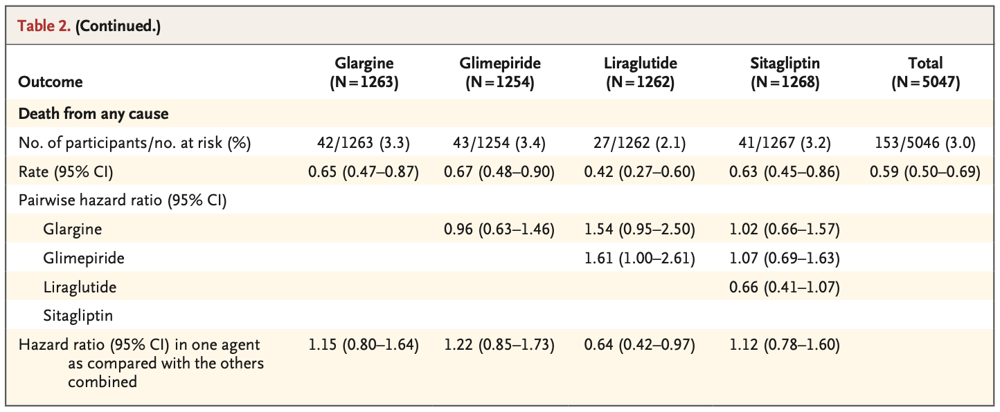 Table 2. (Continued.)
Outcome Glargine (N=1263) Glimepiride (N=1254) Liraglutide (N=1262) Sitagliptin (N=1268) Total (N=5047)
Death from any cause
No. of participants/no. at risk (%) 42/1263 (3.3) 43/1254 (3.4) 27/1262 (2.1) 41/1267 (3.2) 153/5046 (3.0)
Rate (95% CI) 0.65 (0.47–0.87) 0.67 (0.48–0.90) 0.42 (0.27–0.60) 0.63 (0.45–0.86) 0.59 (0.50–0.69)
Pairwise hazard ratio (95% CI)
Glargine 0.96 (0.63–1.46) 1.54 (0.95–2.50) 1.02 (0.66–1.57)
Glimepiride 1.61 (1.00–2.61) 1.07 (0.69–1.63)
Liraglutide 0.66 (0.41–1.07)
Sitagliptin
Hazard ratio (95% CI) in one agent 1.15 (0.80–1.64) 1.22 (0.85–1.73) 0.64 (0.42–0.97) 1.12 (0.78–1.60)
as compared with the others
combined